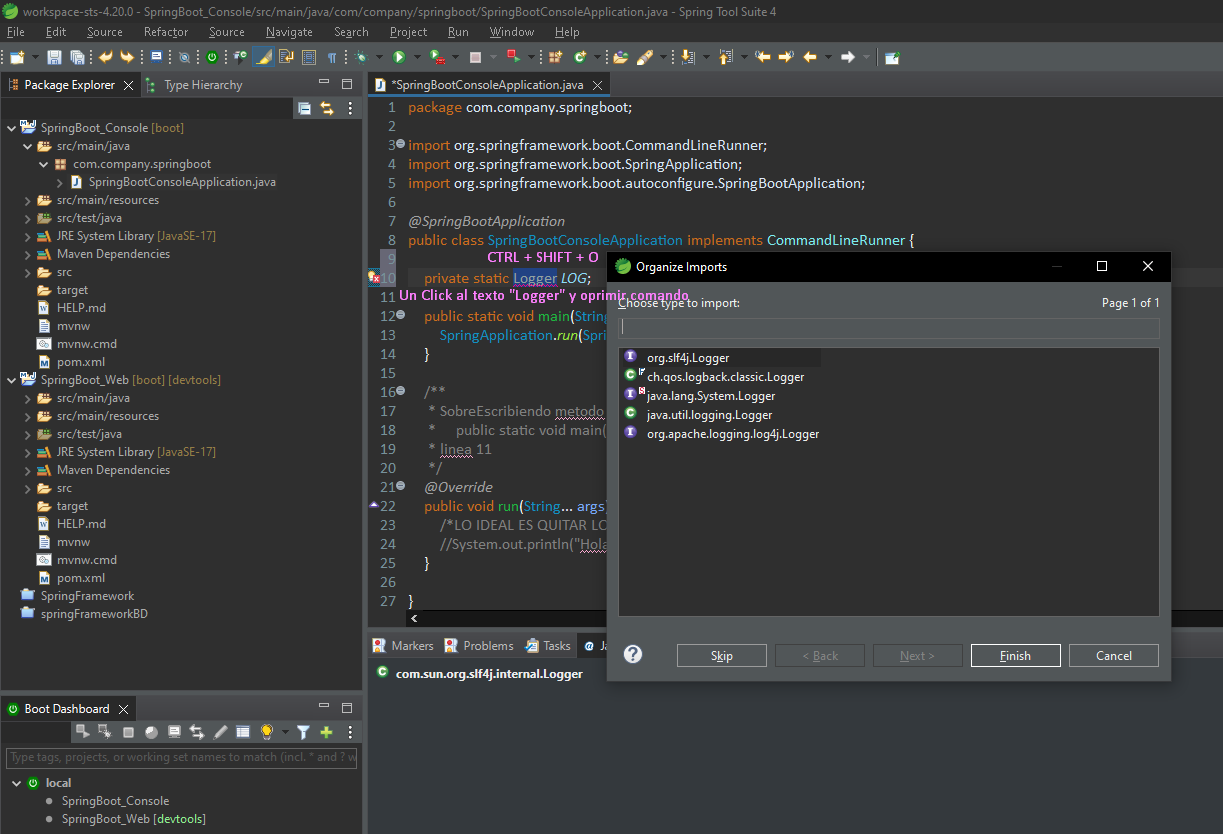 workspace-sts-4.20.0 - SpringBoot_Console/src/main/java/com/company/springboot/SpringBootConsoleApplication.java - Spring Tool Suite 4
File Edit Source Refactor Source Navigate Search Project Run Window Help
Package Explorer
Type Hierarchy
SpringBoot_Console [boot]
src/main/java
com.company.springboot
SpringBootConsoleApplication.java
src/main/resources
src/test/java
JRE System Library [JavaSE-17]
Maven Dependencies
src
target
HELP.md
mvnw
mvnw.cmd
pom.xml
SpringBoot_Web [boot] [devtools]
src/main/java
src/main/resources
src/test/java
JRE System Library [JavaSE-17]
Maven Dependencies
src
target
HELP.md
mvnw
mvnw.cmd
pom.xml
SpringFramework
springFrameworkBD
Boot Dashboard
Type tags, projects, or working set names to match (incl. * and ? w
local
SpringBoot_Console
SpringBoot_Web [devtools]
*SpringBootConsoleApplication.java
1 package com.company.springboot;
2
3 import org.springframework.boot.CommandLineRunner;
4 import org.springframework.boot.SpringApplication;
5 import org.springframework.boot.autoconfigure.SpringBootApplication;
6
7 @SpringBootApplication
8 public class SpringBootConsoleApplication implements CommandLineRunner {
9 CTRL + SHIFT + O
10 private static Logger LOG;
11 Un Click al texto "Logger" y oprimir comando
12 public static void main(String
13 SpringApplication.run(Spri
14 }
15
16 /**
17 * SobreEscribiendo metodo
18 * public static void main(
19 * linea 11
20 */
21 @Override
22 public void run(String... args)
23 /*LO IDEAL ES QUITAR LO
24 //System.out.println("Hola
25 }
26
27 }
Organize Imports
Choose type to import:
Page 1 of 1
org.slf4j.Logger
ch.qos.logback.classic.Logger
java.lang.System.Logger
java.util.logging.Logger
org.apache.logging.log4j.Logger
Skip
< Back
Next >
Finish
Cancel
Markers
Problems
Tasks
@ Ja
com.sun.org.slf4j.internal.Logger